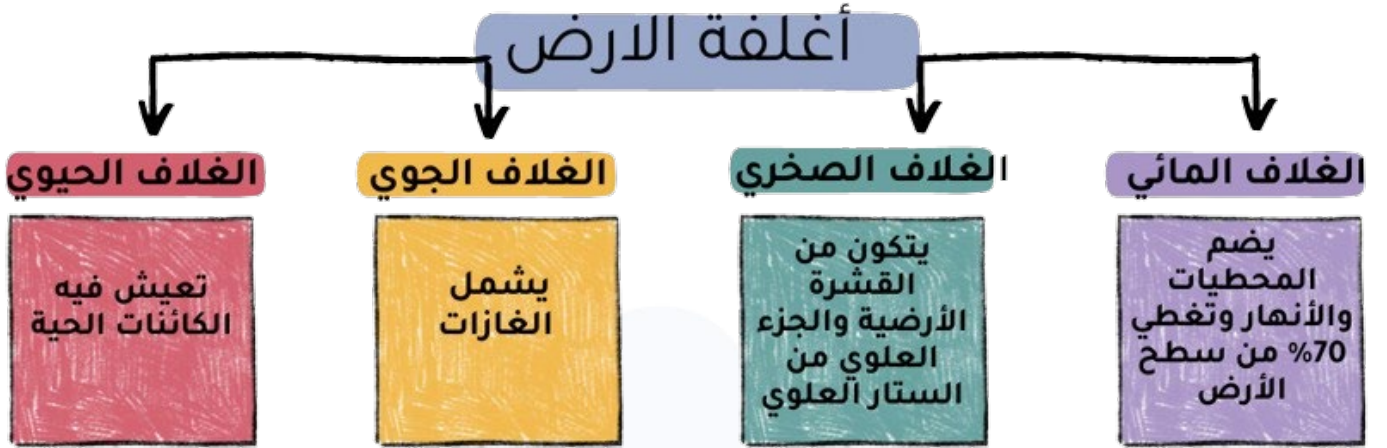 أغلفة الارض
الغلاف المائي
يضم
المحطيات
والأنهار وتغطي
70% من سطح
الأرض
الغلاف الصخري
يتكون من
القشرة
الأرضية والجزء
العلوي من
الستار العلوي
الغلاف الجوي
يشمل
الغازات
الغلاف الحيوي
تعيش فيه
الكائنات الحية